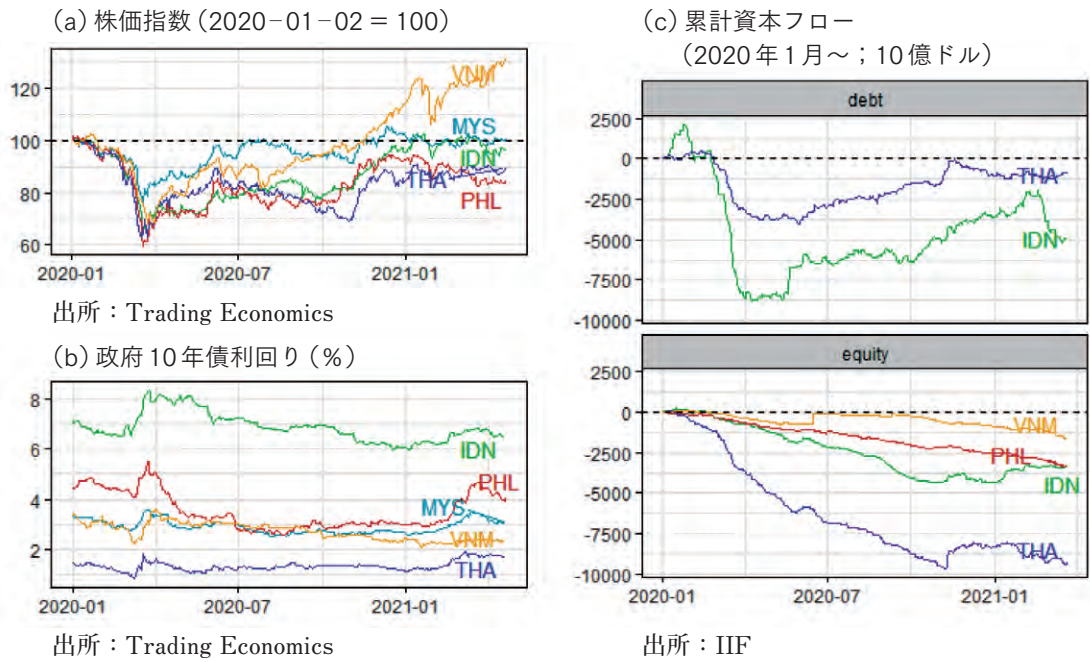 (a) 株価指数 (2020-01-02 = 100)
VNM
MYS
IDN
THA
PHL
120
100
80
60
2020-01
2020-07
2021-01
出所：Trading Economics
(b) 政府 10 年債利回り (%)
8
6
4
2
IDN
PHL
MYS
VNM
THA
2020-01
2020-07
2021-01
出所：Trading Economics
(c) 累計資本フロー
（2020 年 1 月～；10 億ドル）
debt
2500
0
-2500
-5000
-7500
-10000
THA
IDN
equity
2500
0
-2500
-5000
-7500
-10000
VNM
PHL
IDN
THA
2020-01
2020-07
2021-01
出所：IIF